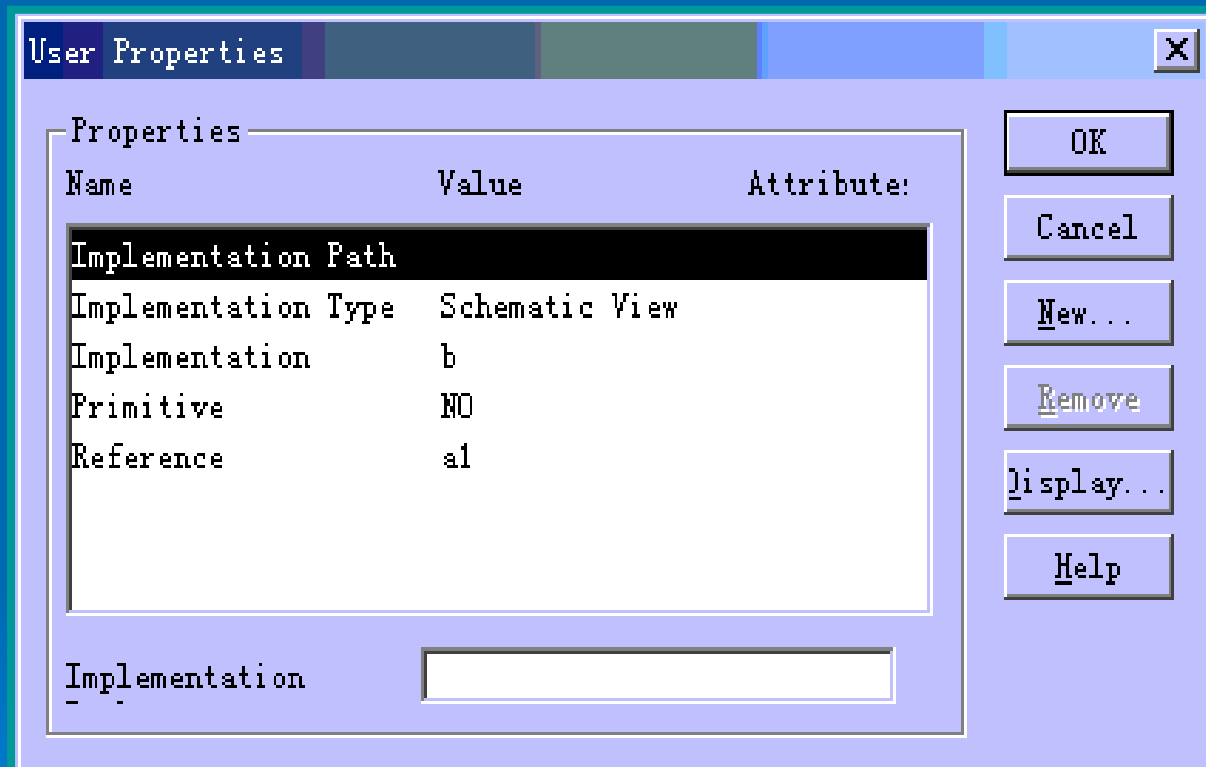 User Properties
Properties
Name Value Attribute:
Implementation Path
Implementation Type Schematic View
Implementation b
Primitive NO
Reference a1
Implementation
OK
Cancel
New...
Remove
Display...
Help